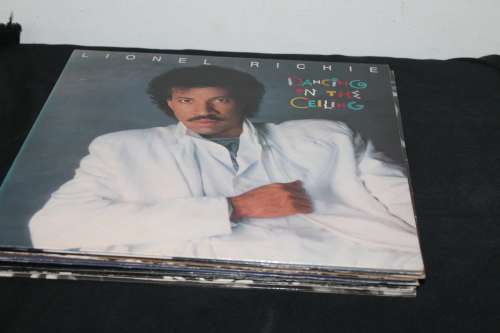 LIONEL RICHIE
DANCING
ON THE
CEILING